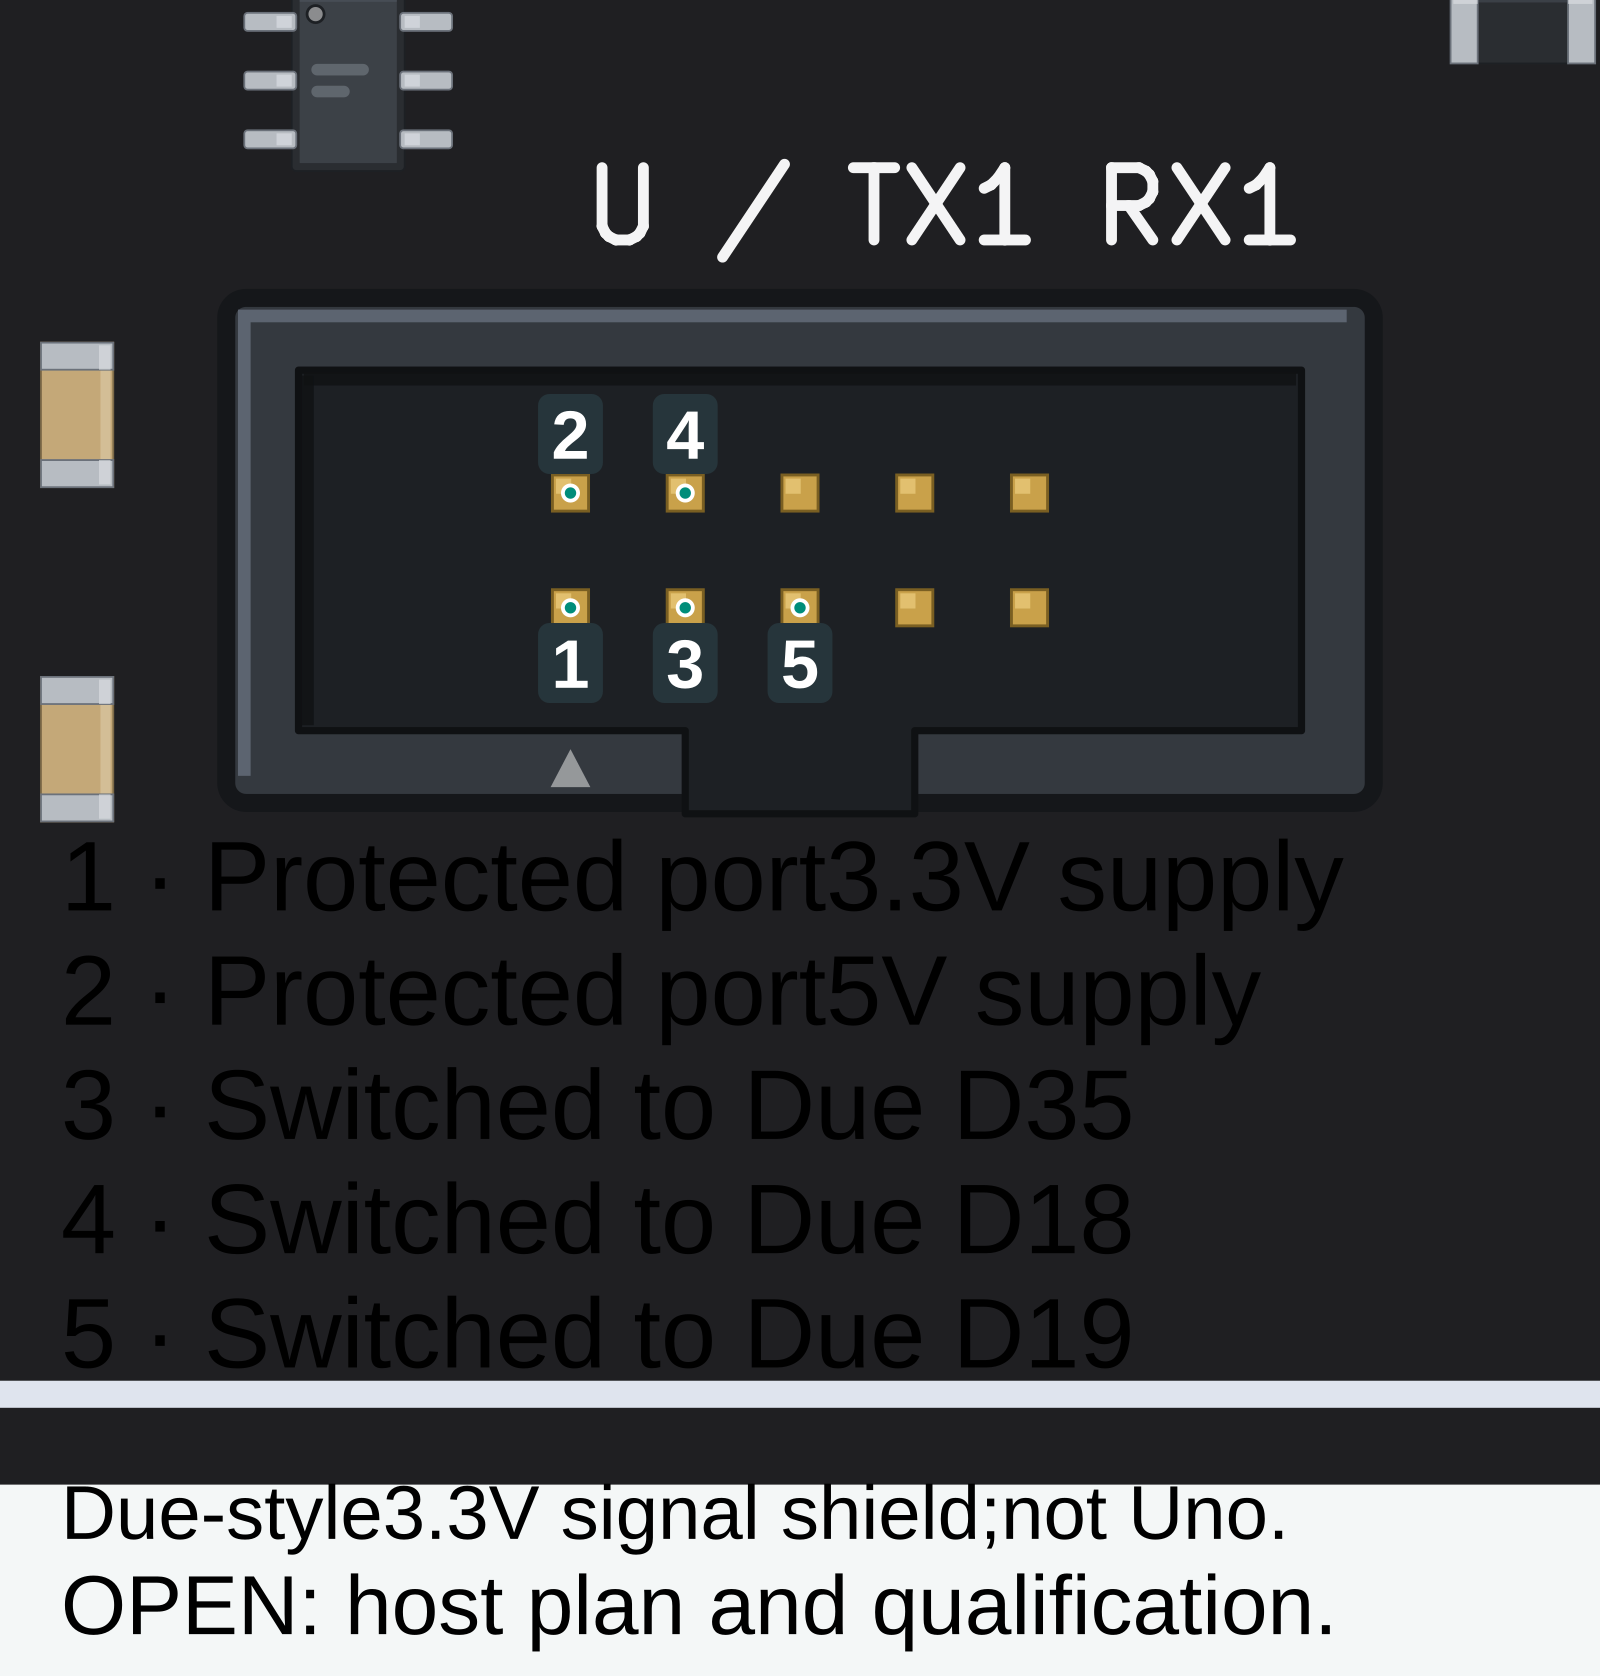 U / TX1 RX1
2 4
1 3 5
1 · Protected port3.3V supply
2 · Protected port5V supply
3 · Switched to Due D35
4 · Switched to Due D18
5 · Switched to Due D19
Due-style3.3V signal shield;not Uno.
OPEN: host plan and qualification.